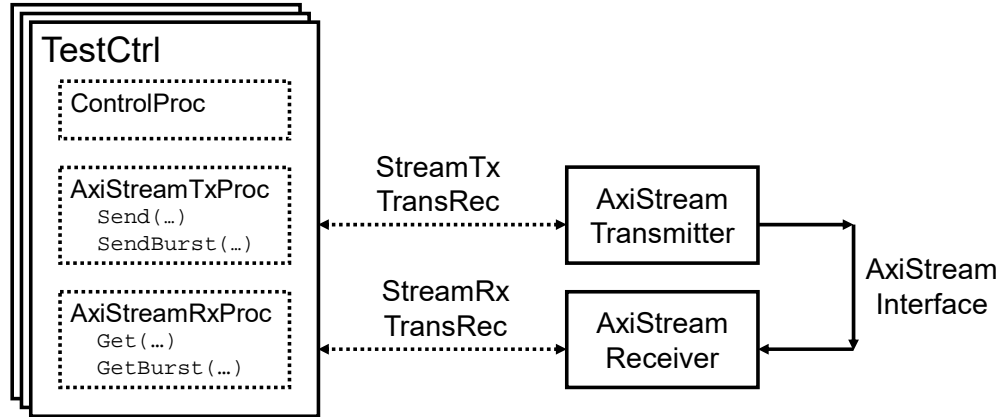 TestCtrl
ControlProc
AxiStreamTxProc
Send(…)
SendBurst(…)
AxiStreamRxProc
Get(…)
GetBurst(…)
StreamTx
TransRec
StreamRx
TransRec
AxiStream
Transmitter
AxiStream
Receiver
AxiStream
Interface